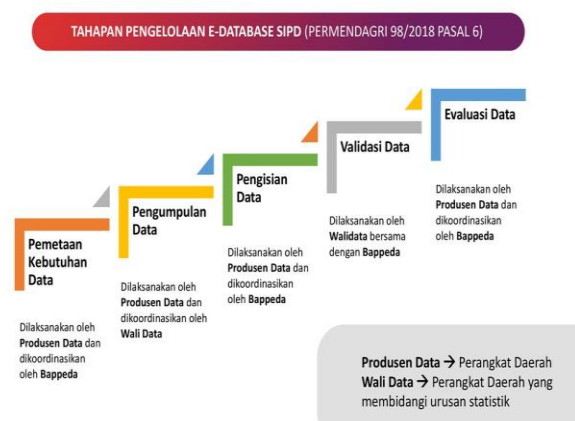 TAHAPAN PENGELOLAAN E-DATABASE SIPD (PERMENDAGRI 98/2018 PASAL 6)
Pemetaan
Kebutuhan
Data
Dilaksanakan oleh
Produsen Data dan
dikoordinasikan
oleh Bappeda
Pengumpulan
Data
Dilaksanakan oleh
Produsen Data dan
dikoordinasikan oleh
Wali Data
Pengisian
Data
Dilaksanakan oleh
Produsen Data dan
dikoordinasikan
oleh Bappeda
Validasi Data
Dilaksanakan oleh
Walidata bersama
dengan Bappeda
Evaluasi Data
Dilaksanakan oleh
Produsen Data dan
dikoordinasikan
oleh Bappeda
Produsen Data → Perangkat Daerah
Wali Data → Perangkat Daerah yang
membidangi urusan statistik